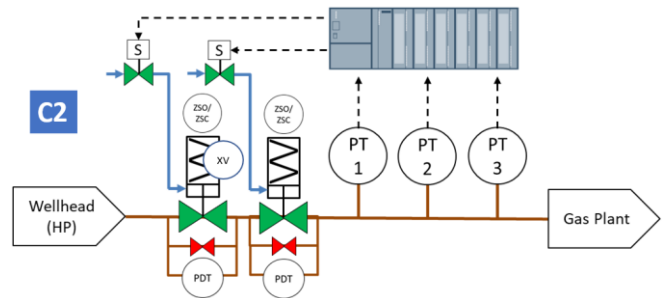 S
S
C2
ZSO/
ZSC
ZSO/
ZSC
XV
PT
1
PT
2
PT
3
Wellhead
(HP)
Gas Plant
PDT
PDT